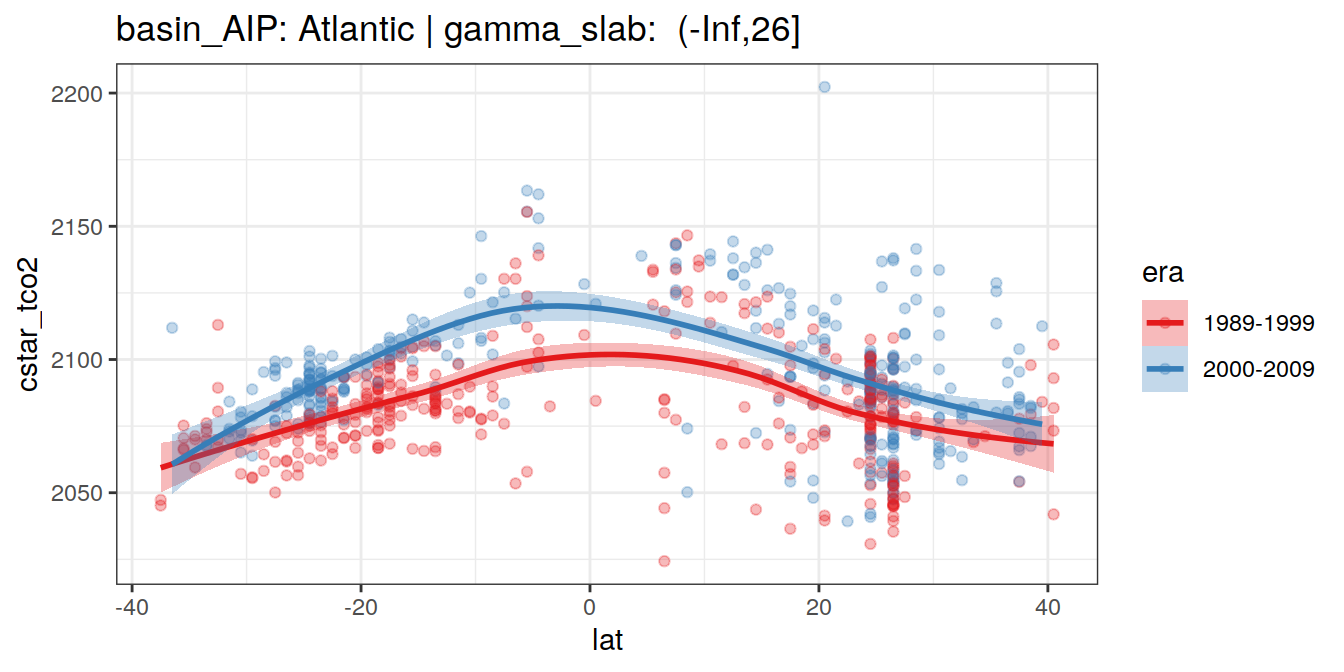 basin_AIP: Atlantic | gamma_slab:  (-Inf,26]
cstar_tco2
2200
2150
2100
2050
-40
-20
0
20
40
lat
era
1989-1999
2000-2009